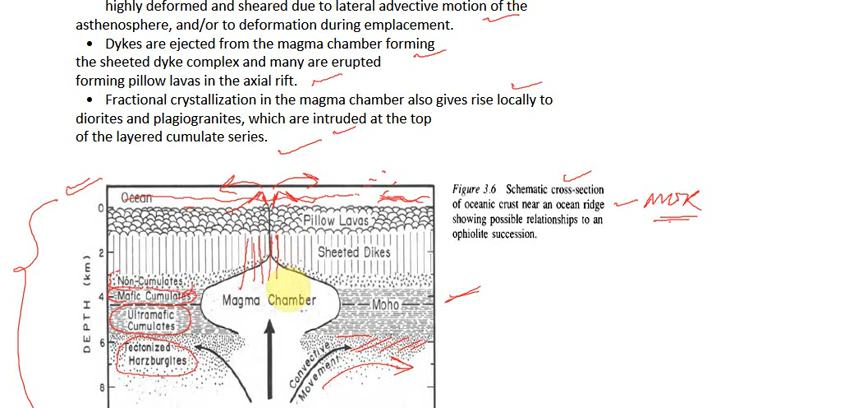 highly deformed and sheared due to lateral advective motion of the
asthenosphere, and/or to deformation during emplacement.
• Dykes are ejected from the magma chamber forming
the sheeted dyke complex and many are erupted
forming pillow lavas in the axial rift.
• Fractional crystallization in the magma chamber also gives rise locally to
diorites and plagiogranites, which are intruded at the top
of the layered cumulate series.
Figure 3.6 Schematic cross-section
of oceanic crust near an ocean ridge
showing possible relationships to an
ophiolite succession.
MOR
Ocean
0
Pillow Lavas
2
Sheeted Dikes
Non-Cumulates
4
Mafic Cumulates
Magma Chamber
Moho
Ultramafic
Cumulates
6
Tectonized
Harzburgites
Convective
Movement
8
DEPTH (km)